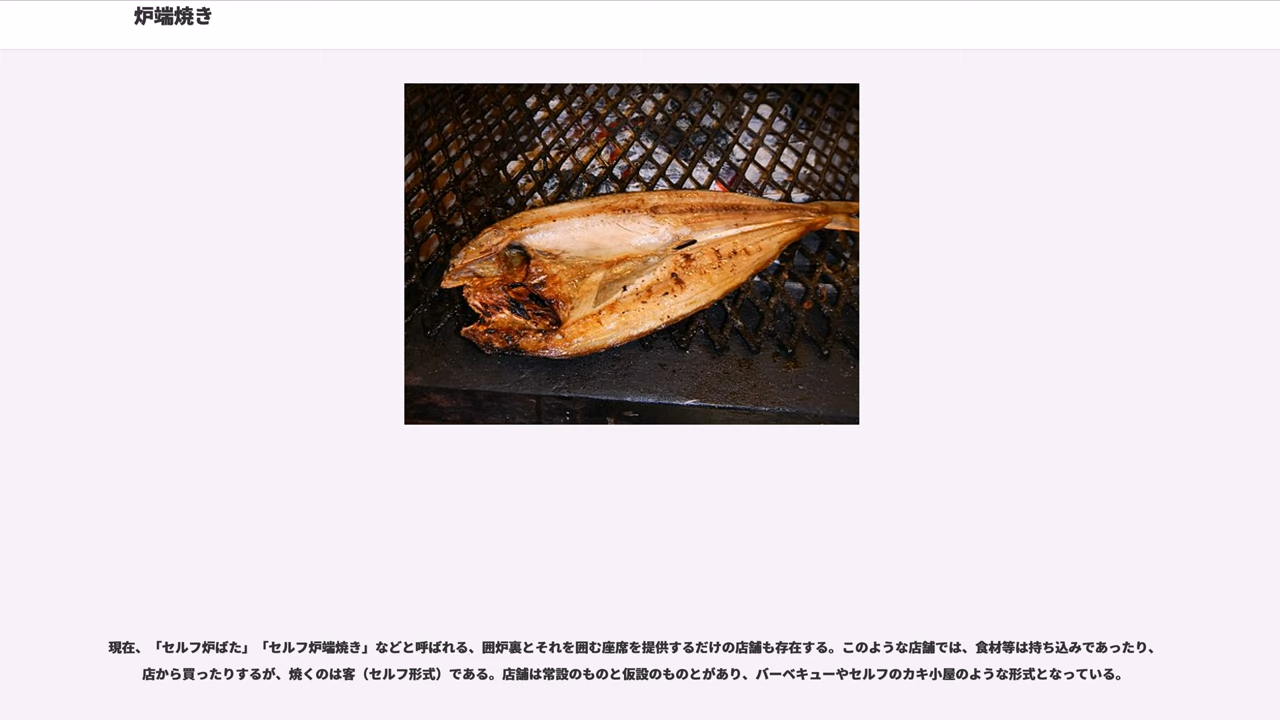 炉端焼き
現在、「セルフ炉ばた」「セルフ炉端焼き」などと呼ばれる、囲炉裏とそれを囲む座席を提供するだけの店舗も存在する。このような店舗では、食材等は持ち込みであったり、
店から買ったりするが、焼くのは客（セルフ形式）である。店舗は常設のものと仮設のものとがあり、バーベキューやセルフのカキ小屋のような形式となっている。